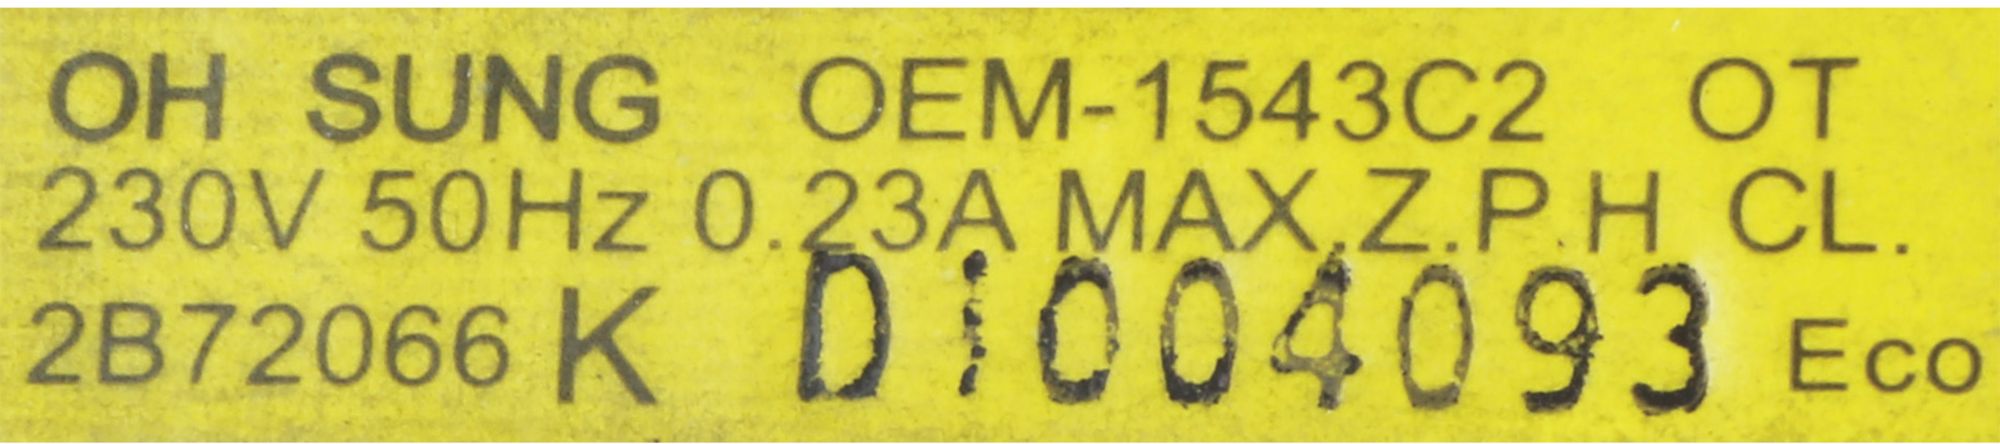 OH SUNG OEM-1543C2 OT
230V 50Hz 0.23A MAX.Z.P.H CL.
2B72066 K D1004093 Eco